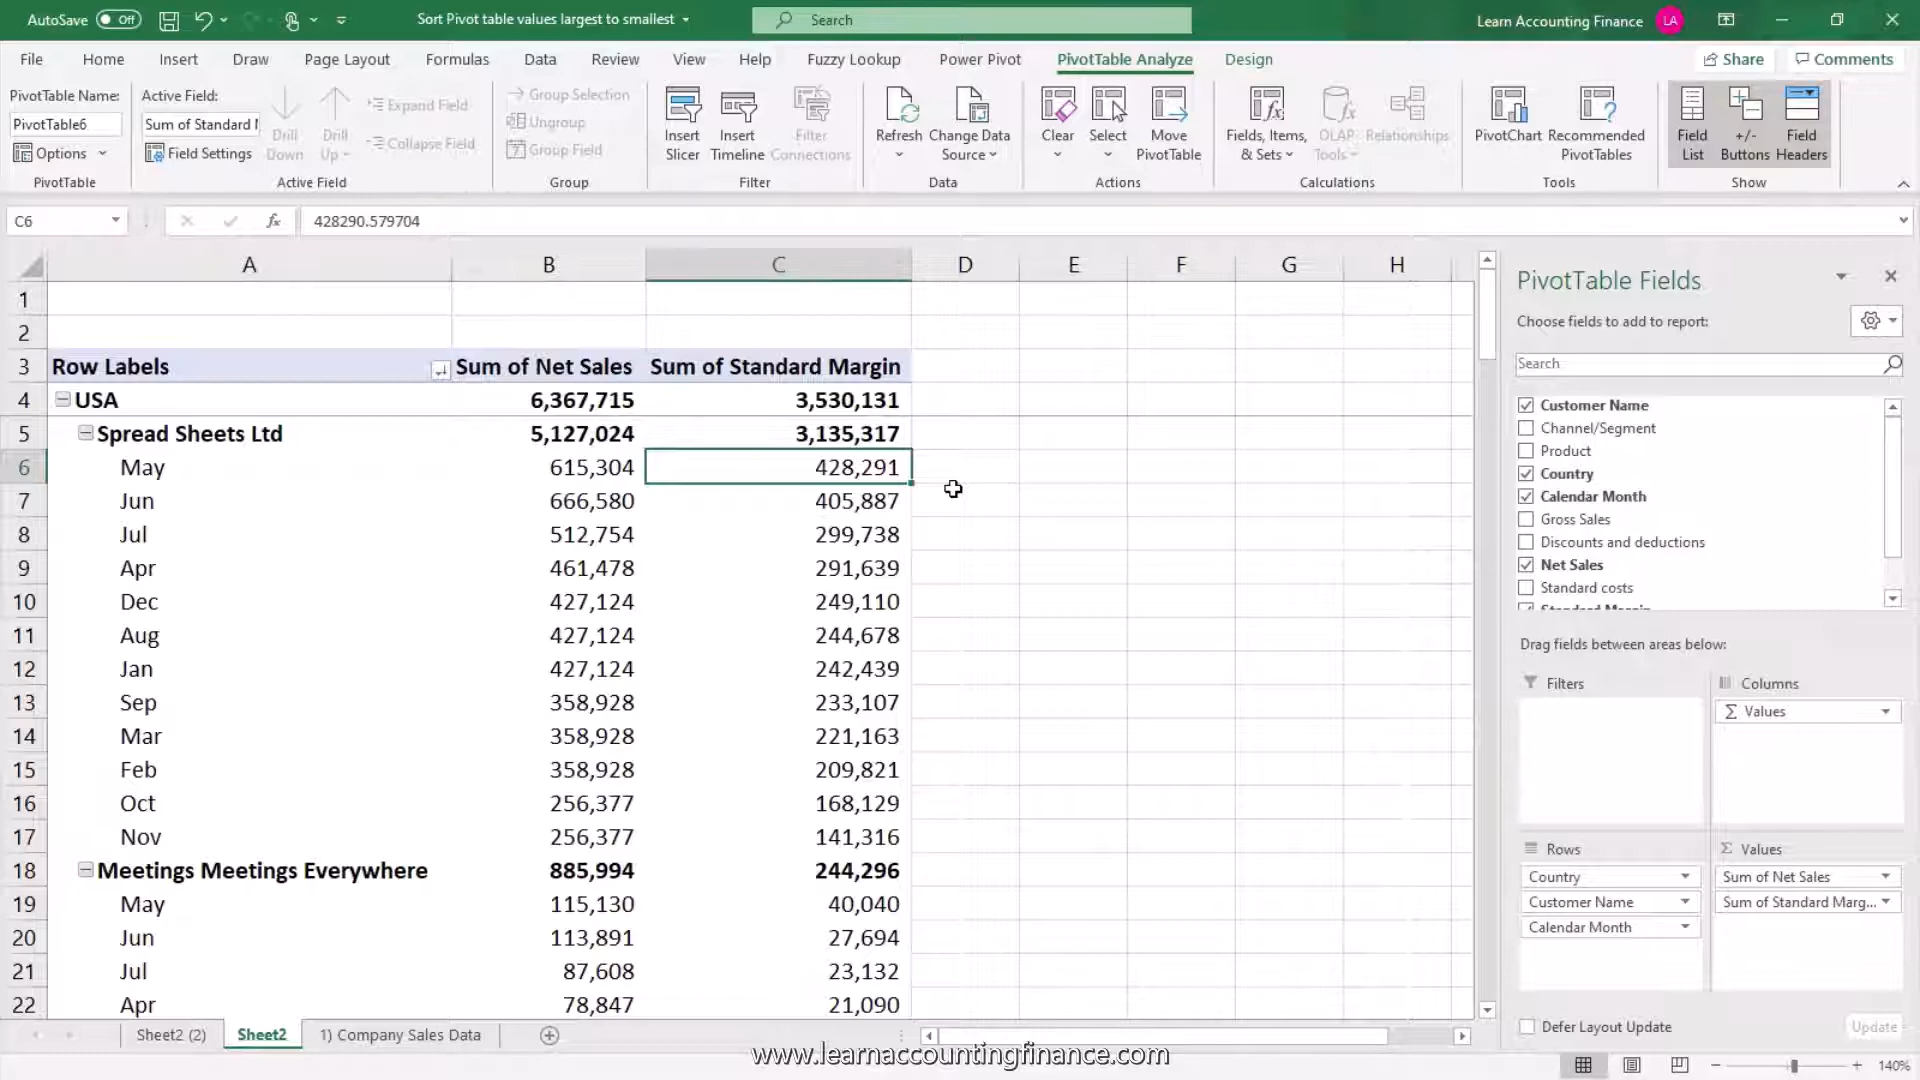 AutoSave Off
Sort Pivot table values largest to smallest
Search
Learn Accounting Finance
LA
File Home Insert Draw Page Layout Formulas Data Review View Help Fuzzy Lookup Power Pivot PivotTable Analyze Design
Share Comments
PivotTable Name:
PivotTable6
Options
PivotTable
Active Field:
Sum of Standard
Field Settings
Drill Down
Drill Up
Expand Field
Collapse Field
Active Field
Group Selection
Ungroup
Group Field
Group
Insert Slicer
Insert Timeline
Filter Connections
Filter
Refresh
Change Data Source
Data
Clear
Select
Move PivotTable
Actions
Fields, Items, & Sets
OLAP Tools
Relationships
Calculations
PivotChart
Recommended PivotTables
Tools
Field List
+/- Buttons
Field Headers
Show
C6
fx
428290.579704
A B C D E F G H
1
2
3 Row Labels Sum of Net Sales Sum of Standard Margin
4 USA 6,367,715 3,530,131
5 Spread Sheets Ltd 5,127,024 3,135,317
6 May 615,304 428,291
7 Jun 666,580 405,887
8 Jul 512,754 299,738
9 Apr 461,478 291,639
10 Dec 427,124 249,110
11 Aug 427,124 244,678
12 Jan 427,124 242,439
13 Sep 358,928 233,107
14 Mar 358,928 221,163
15 Feb 358,928 209,821
16 Oct 256,377 168,129
17 Nov 256,377 141,316
18 Meetings Meetings Everywhere 885,994 244,296
19 May 115,130 40,040
20 Jun 113,891 27,694
21 Jul 87,608 23,132
22 Apr 78,847 21,090
PivotTable Fields
Choose fields to add to report:
Search
Customer Name
Channel/Segment
Product
Country
Calendar Month
Gross Sales
Discounts and deductions
Net Sales
Standard costs
Standard Margin
Drag fields between areas below:
Filters
Columns
Σ Values
Rows
Country
Customer Name
Calendar Month
Σ Values
Sum of Net Sales
Sum of Standard Marg...
Defer Layout Update
Update
Sheet2 (2) Sheet2 1) Company Sales Data
www.learnaccountingfinance.com
140%